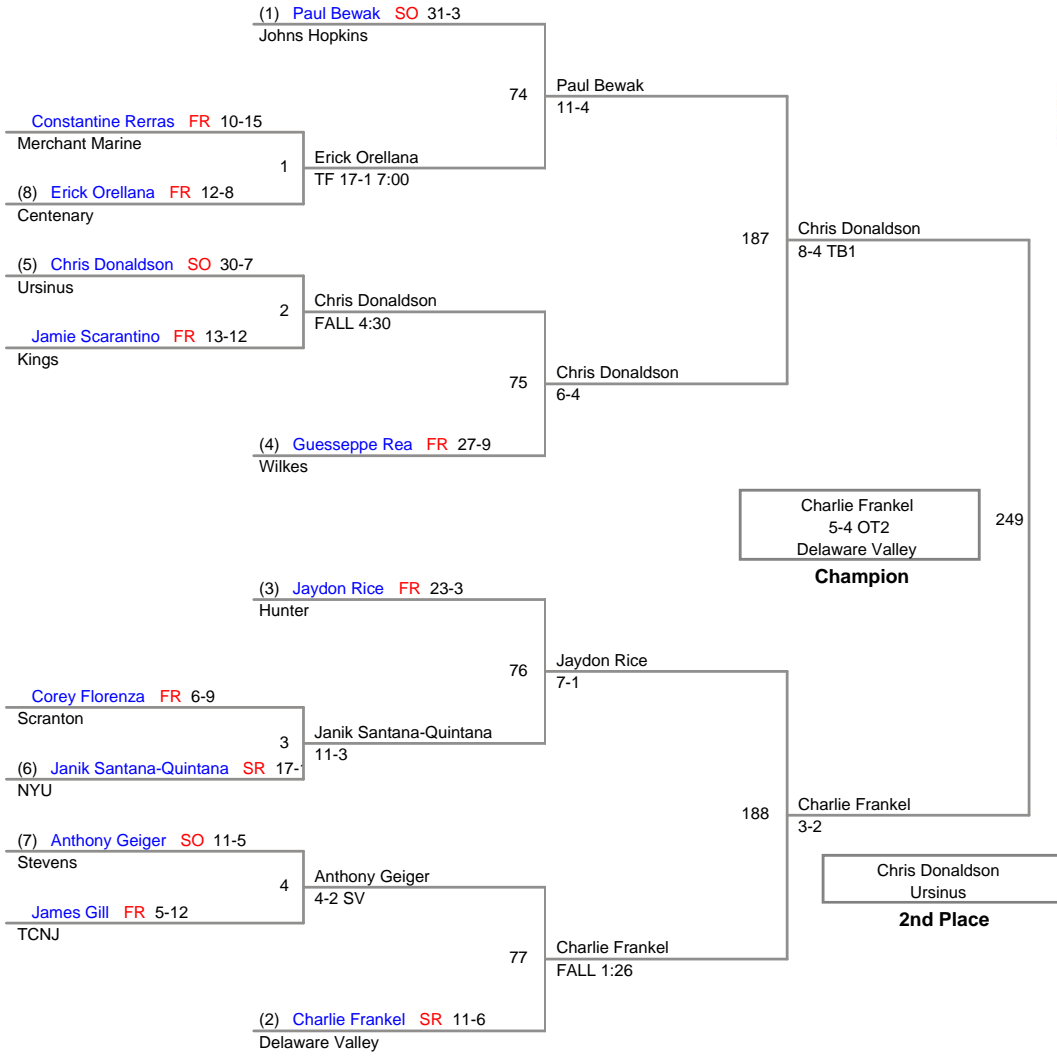 (1) Paul Bewak SO 31-3
Johns Hopkins
74
Paul Bewak
11-4
Constantine Rerras FR 10-15
Merchant Marine
1
Erick Orellana
TF 17-1 7:00
(8) Erick Orellana FR 12-8
Centenary
187
Chris Donaldson
8-4 TB1
(5) Chris Donaldson SO 30-7
Ursinus
2
Chris Donaldson
FALL 4:30
Jamie Scarantino FR 13-12
Kings
75
Chris Donaldson
6-4
(4) Guesseppe Rea FR 27-9
Wilkes
Charlie Frankel
5-4 OT2
Delaware Valley
Champion
249
(3) Jaydon Rice FR 23-3
Hunter
76
Jaydon Rice
7-1
Corey Florenza FR 6-9
Scranton
3
Janik Santana-Quintana
11-3
(6) Janik Santana-Quintana SR 17-
NYU
188
Charlie Frankel
3-2
(7) Anthony Geiger SO 11-5
Stevens
4
Anthony Geiger
4-2 SV
James Gill FR 5-12
TCNJ
Chris Donaldson
Ursinus
2nd Place
77
Charlie Frankel
FALL 1:26
(2) Charlie Frankel SR 11-6
Delaware Valley